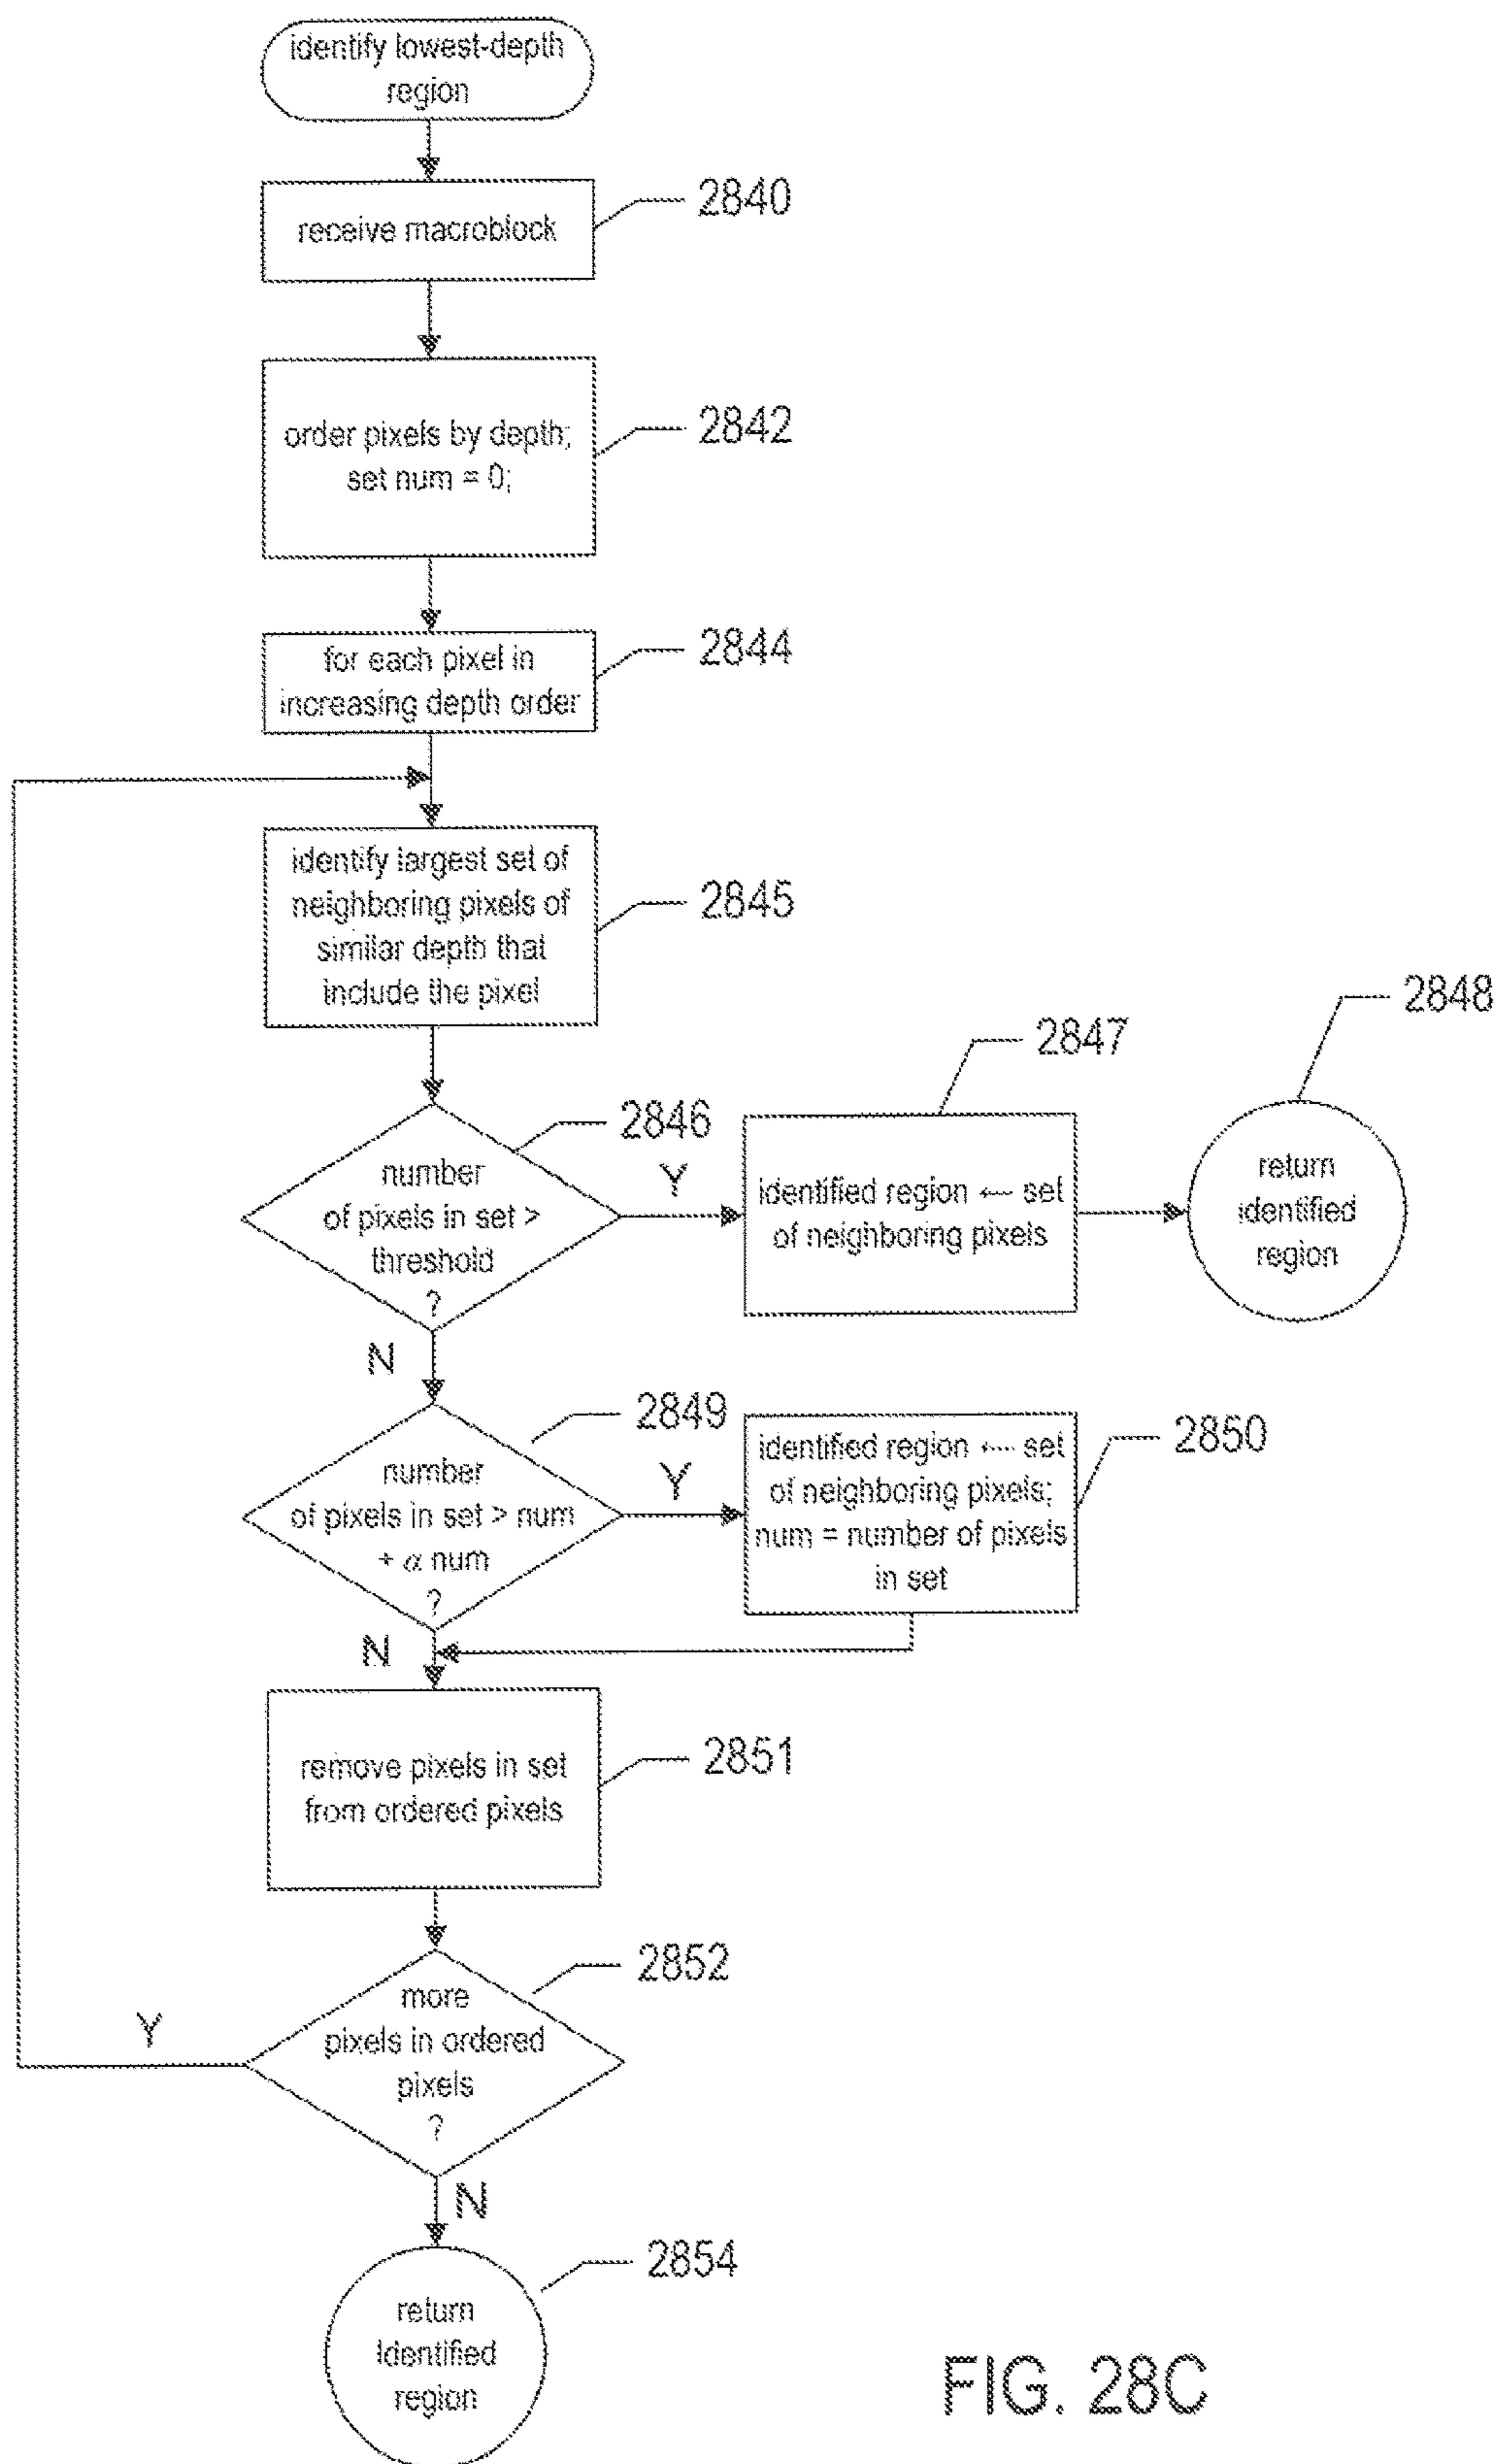 identify lowest-depth
region
receive macroblock
2840
order pixels by depth;
set num = 0;
2842
for each pixel in
increasing depth order
2844
identify largest set of
neighboring pixels of
similar depth that
include the pixel
2845
number
of pixels in set >
threshold
?
2846
Y
N
identified region ← set
of neighboring pixels
2847
return
identified
region
2848
number
of pixels in set > num
+ α num
?
2849
Y
N
identified region ← set
of neighboring pixels;
num = number of pixels
in set
2850
remove pixels in set
from ordered pixels
2851
more
pixels in ordered
pixels
?
2852
Y
N
return
Identified
region
2854
FIG. 28C